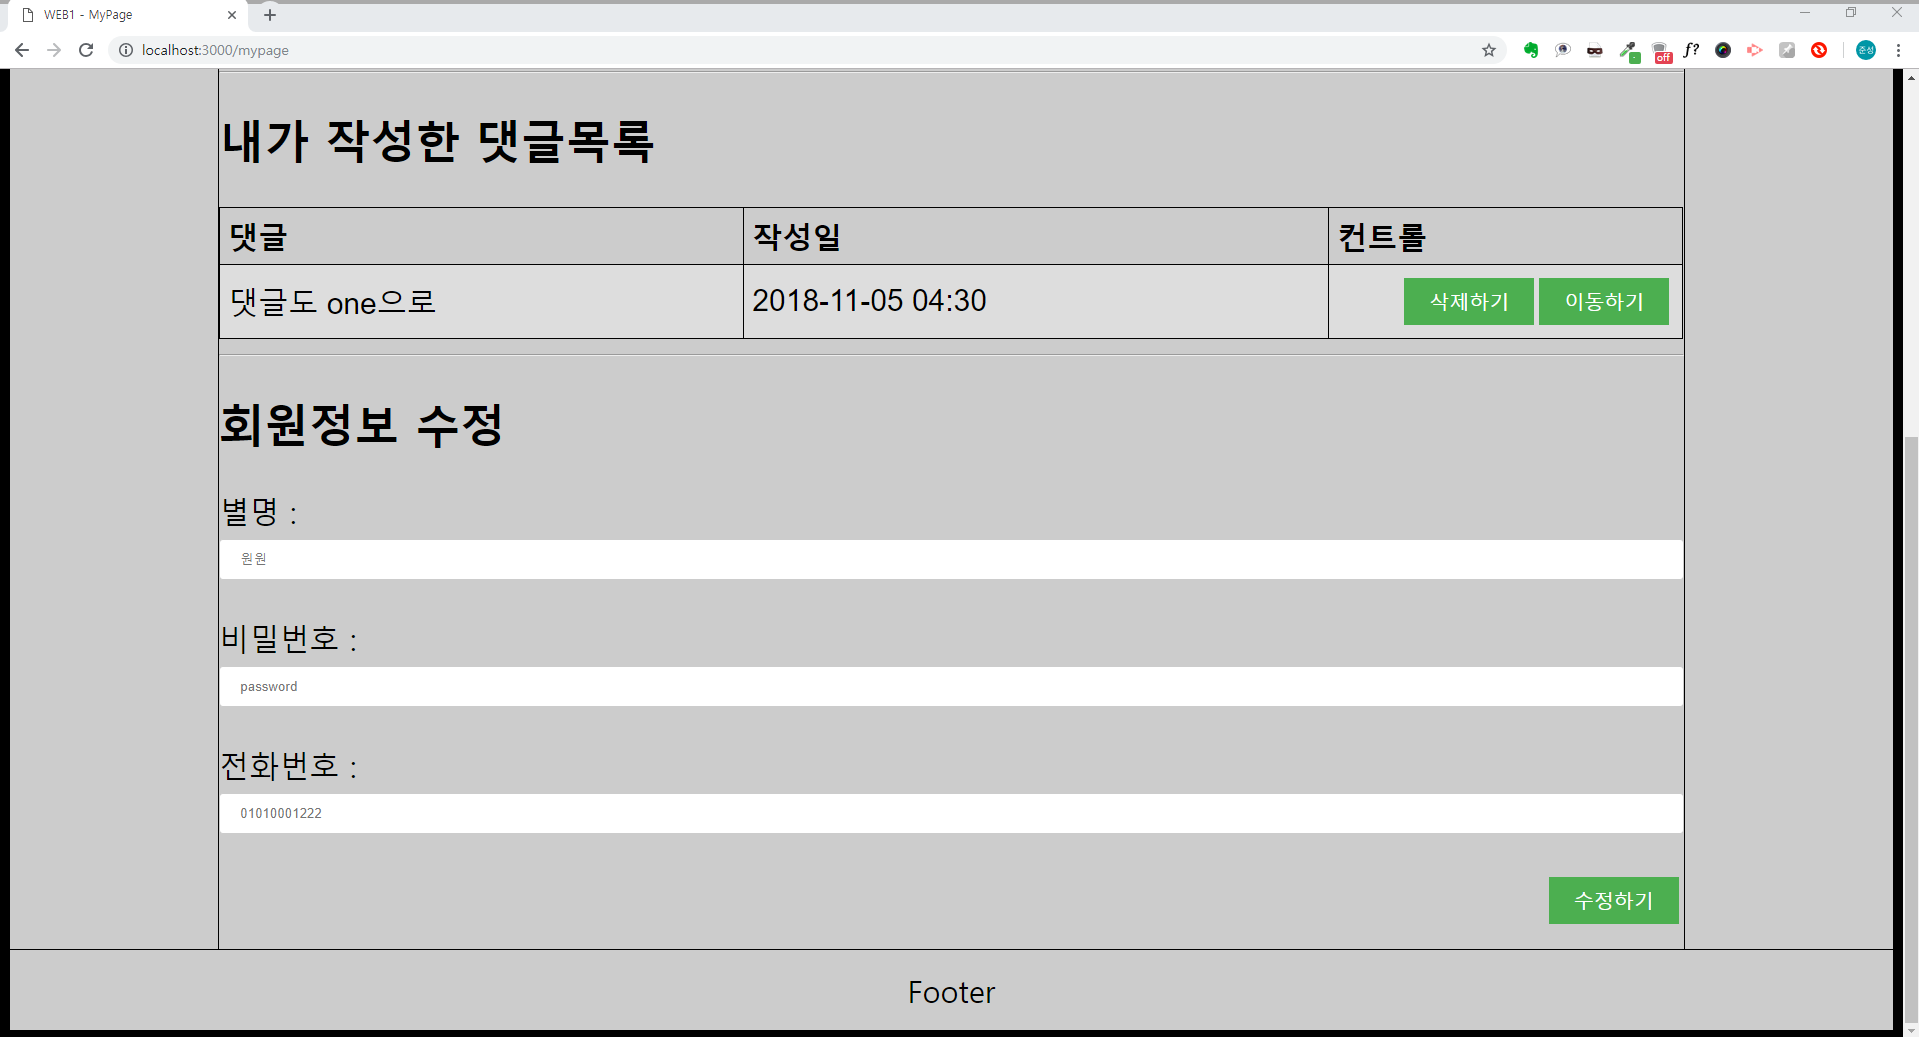 WEB1 - MyPage
localhost:3000/mypage
off
f?
준성
내가 작성한 댓글목록
댓글 작성일 컨트롤
댓글도 one으로 2018-11-05 04:30 삭제하기 이동하기
회원정보 수정
별명 :
원원
비밀번호 :
password
전화번호 :
01010001222
수정하기
Footer